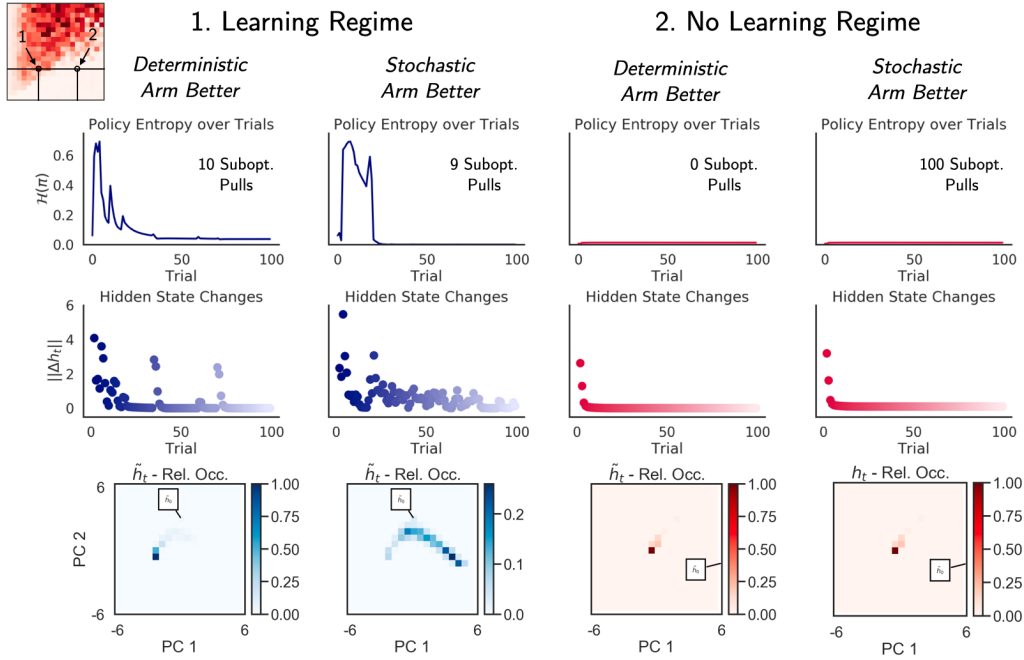 1. Learning Regime
2. No Learning Regime
1
2
Deterministic
Arm Better
Stochastic
Arm Better
Deterministic
Arm Better
Stochastic
Arm Better
Policy Entropy over Trials
Policy Entropy over Trials
Policy Entropy over Trials
Policy Entropy over Trials
ℋ(π)
0.6
0.4
0.2
0.0
10 Subopt.
Pulls
9 Subopt.
Pulls
0 Subopt.
Pulls
100 Subopt.
Pulls
0 50 100
0 50 100
0 50 100
0 50 100
Trial
Trial
Trial
Trial
Hidden State Changes
Hidden State Changes
Hidden State Changes
Hidden State Changes
||Δhₜ||
6
4
2
0
0 50 100
0 50 100
0 50 100
0 50 100
Trial
Trial
Trial
Trial
h̃ₜ - Rel. Occ.
h̃ₜ - Rel. Occ.
h̃ₜ - Rel. Occ.
hₜ - Rel. Occ.
PC 2
6
-6
h̃₀
h̃₀
h̃₀
h̃₀
1.00
0.75
0.50
0.25
0.00
0.2
0.1
0.0
1.00
0.75
0.50
0.25
0.00
1.00
0.75
0.50
0.25
0.00
-6 6
-6 6
-6 6
-6 6
PC 1
PC 1
PC 1
PC 1